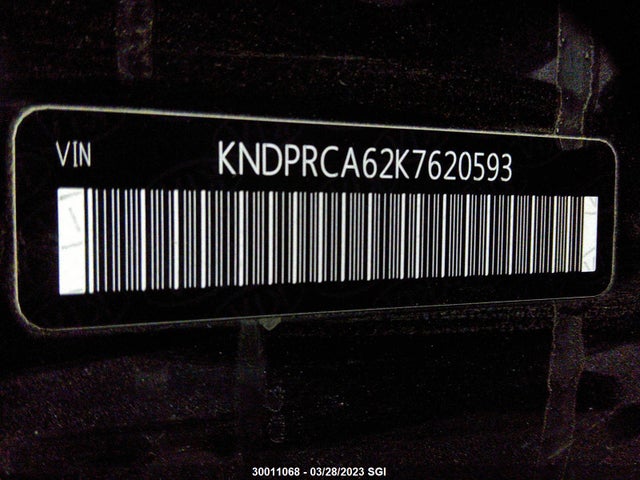 VIN KNDPRCA62K7620593
30011068 - 03/28/2023 SGI